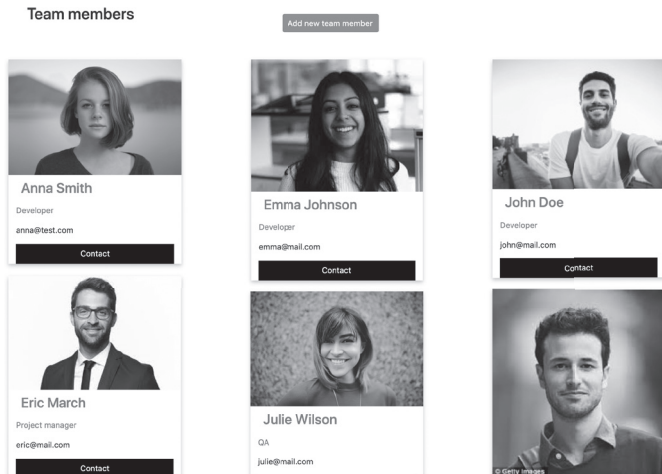 Team members
Add new team member
Anna Smith
Developer
anna@test.com
Contact
Emma Johnson
Developer
emma@mail.com
Contact
John Doe
Developer
john@mail.com
Contact
Eric March
Project manager
eric@mail.com
Contact
Julie Wilson
QA
julie@mail.com
© Getty Images